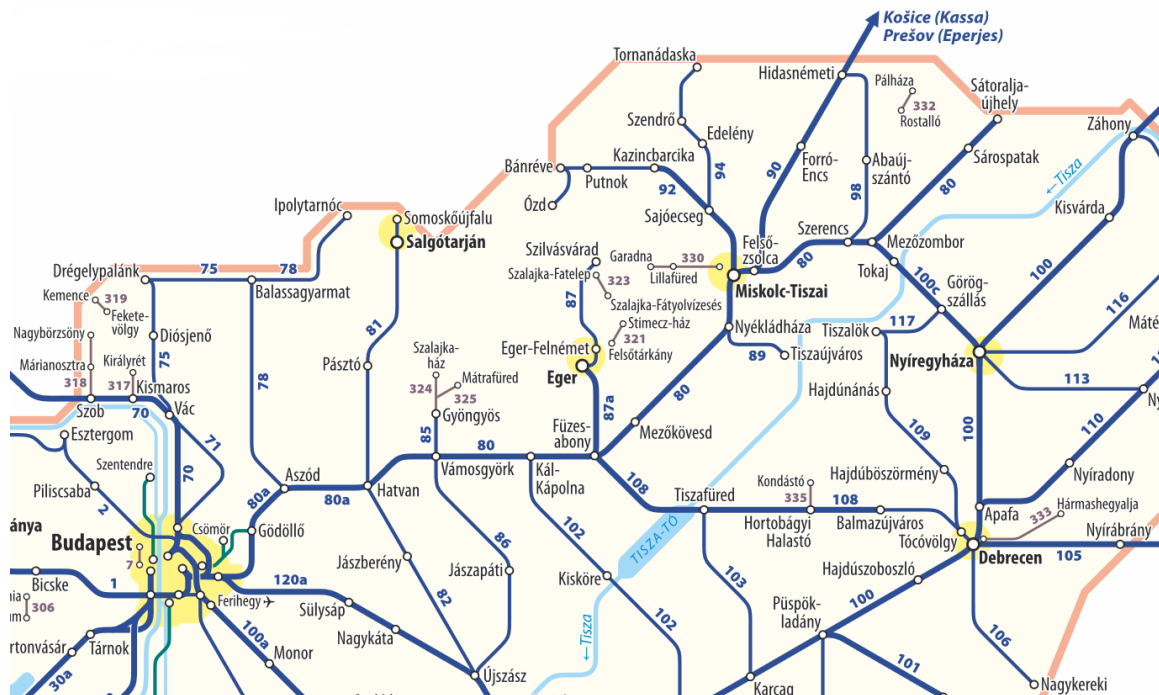 Košice (Kassa)
Prešov (Eperjes)
Tornanádaska
Hidasnémeti
Pálháza
332
Rostalló
Sátoralja-
újhely
Záhony
Szendrő
Edelény
94
90
Forró-
Encs
98
Abaúj-
szántó
80
Sárospatak
←Tisza
Bánréve
Kazincbarcika
Putnok
92
Ózd
Sajóecseg
Kisvárda
Ipolytarnóc
Somoskőújfalu
Salgótarján
Szilvásvárad
Garadna
330
Lillafüred
Felső-
zsolca
80
Szerencs
Mezőzombor
Tokaj
100c
Görög-
szállás
100
116
Drégelypalánk
75
78
Balassagyarmat
Kemence
319
Fekete-
völgy
Szalajka-Fatelep
323
87
Szalajka-Fátyolvízesés
Miskolc-Tiszai
Stimecz-ház
321
Felsőtárkány
Nyékládháza
89
Tiszaújváros
Tiszalök
117
Máté
Nagybörzsöny
Diósjenő
75
81
Márianosztra
Királyrét
318
317
Kismaros
Szob
70
Vác
78
Pásztó
Szalajka-
ház
324
Mátrafüred
325
Gyöngyös
Eger-Felnémet
Eger
87a
80
Nyíregyháza
113
Ny
Hajdúnánás
Esztergom
71
70
85
Füzes-
abony
Mezőkövesd
109
100
110
Szentendre
Piliscsaba
2
Aszód
80a
80a
Hatvan
Vámosgyörk
80
Kál-
Kápolna
108
Tiszafüred
Kondástó
335
108
Hajdúböszörmény
Nyíradony
ánya
Budapest
7
Csömör
Gödöllő
Hortobágyi
Halastó
Balmazújváros
Tócóvölgy
Apafa
333
Hármashegyalja
Debrecen
105
Nyírábrány
102
TISZA-TÓ
86
Jászberény
Jászapáti
Kisköre
103
Hajdúszoboszló
Bicske
1
120a
Ferihegy
Sülysáp
82
100
nia
306
m
Nagykáta
←Tisza
102
Püspök-
ladány
106
rtonvásár
Tárnok
100a
Monor
30a
Újszász
Karcag
101
Nagykereki